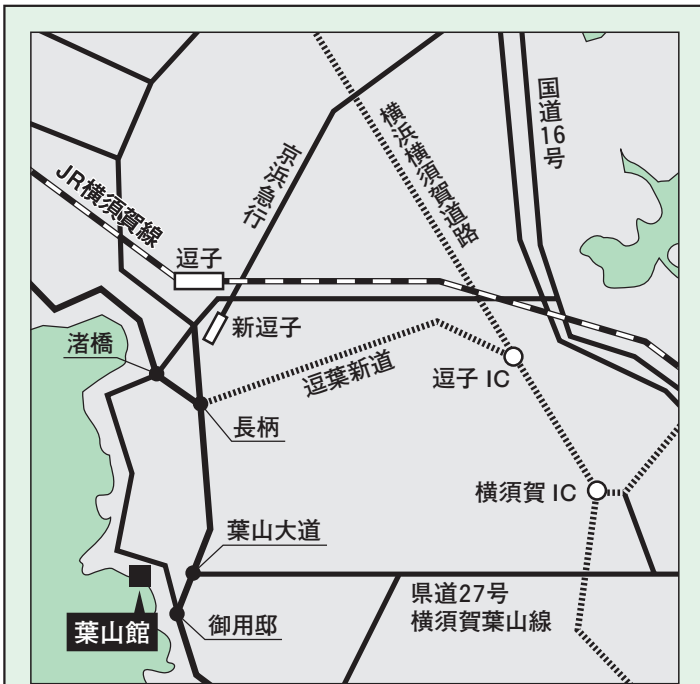 国道16号
横浜横須賀道路
京浜急行
JR横須賀線
逗子
新逗子
渚橋
逗葉新道
逗子 IC
長柄
横須賀 IC
葉山大道
県道27号
横須賀葉山線
御用邸
葉山館